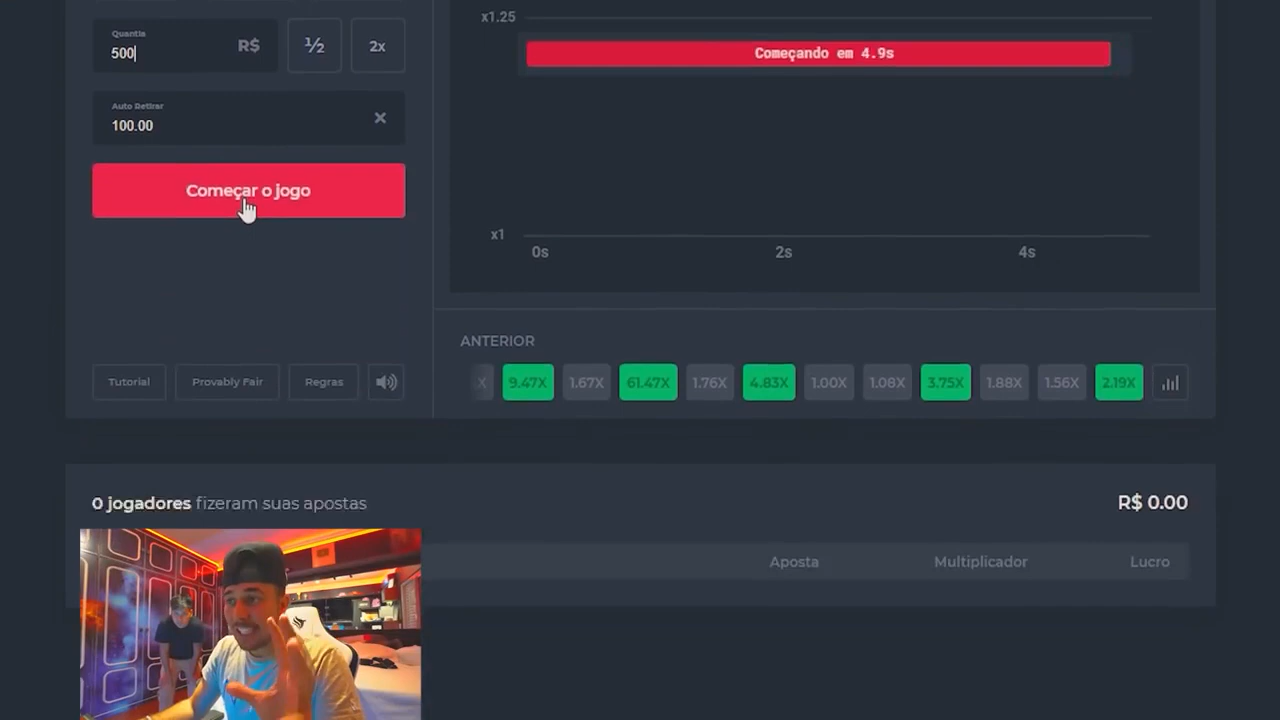 Quantia
500
R$
½
2x
Auto Retirar
100.00
Começar o jogo
Tutorial
Provably Fair
Regras
x1.25
Começando em 4.9s
x1
0s
2s
4s
ANTERIOR
X
9.47X
1.67X
61.47X
1.76X
4.83X
1.00X
1.08X
3.75X
1.88X
1.56X
2.19X
0 jogadores fizeram suas apostas
R$ 0.00
Aposta
Multiplicador
Lucro